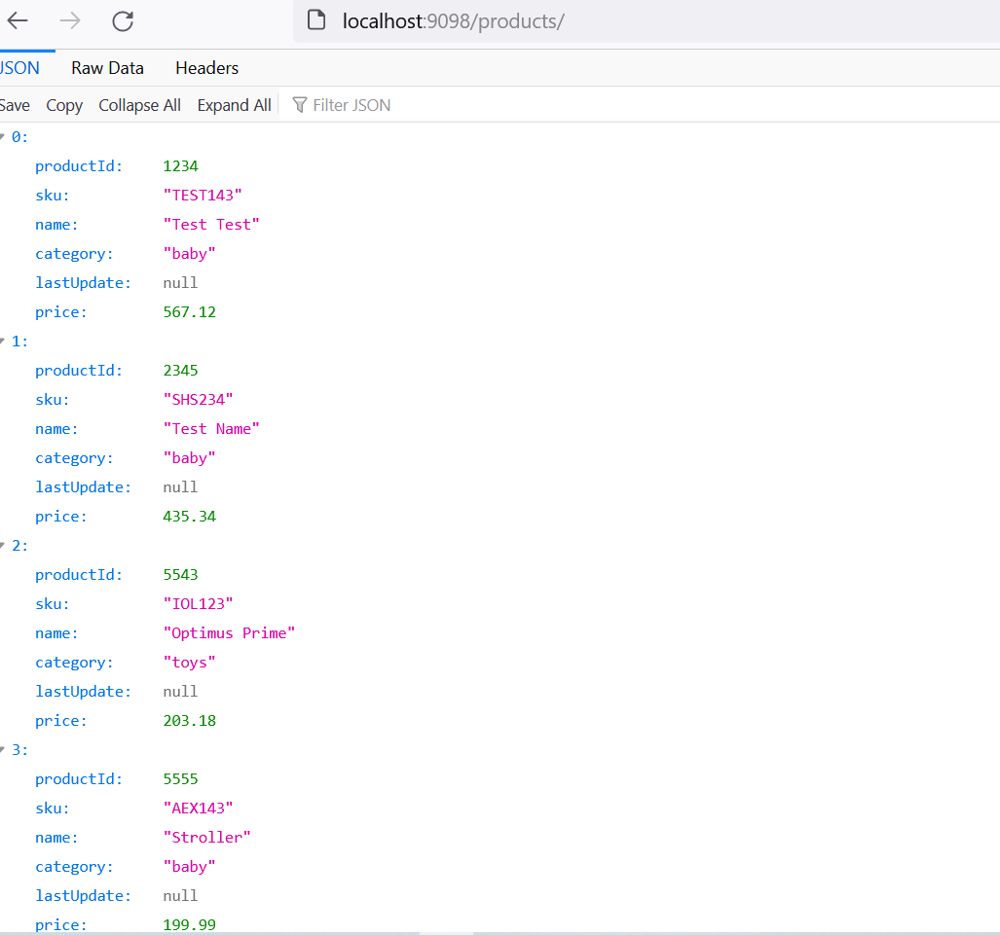 localhost:9098/products/
JSON Raw Data Headers
Save Copy Collapse All Expand All Filter JSON
0:
productId: 1234
sku: "TEST143"
name: "Test Test"
category: "baby"
lastUpdate: null
price: 567.12
1:
productId: 2345
sku: "SHS234"
name: "Test Name"
category: "baby"
lastUpdate: null
price: 435.34
2:
productId: 5543
sku: "IOL123"
name: "Optimus Prime"
category: "toys"
lastUpdate: null
price: 203.18
3:
productId: 5555
sku: "AEX143"
name: "Stroller"
category: "baby"
lastUpdate: null
price: 199.99